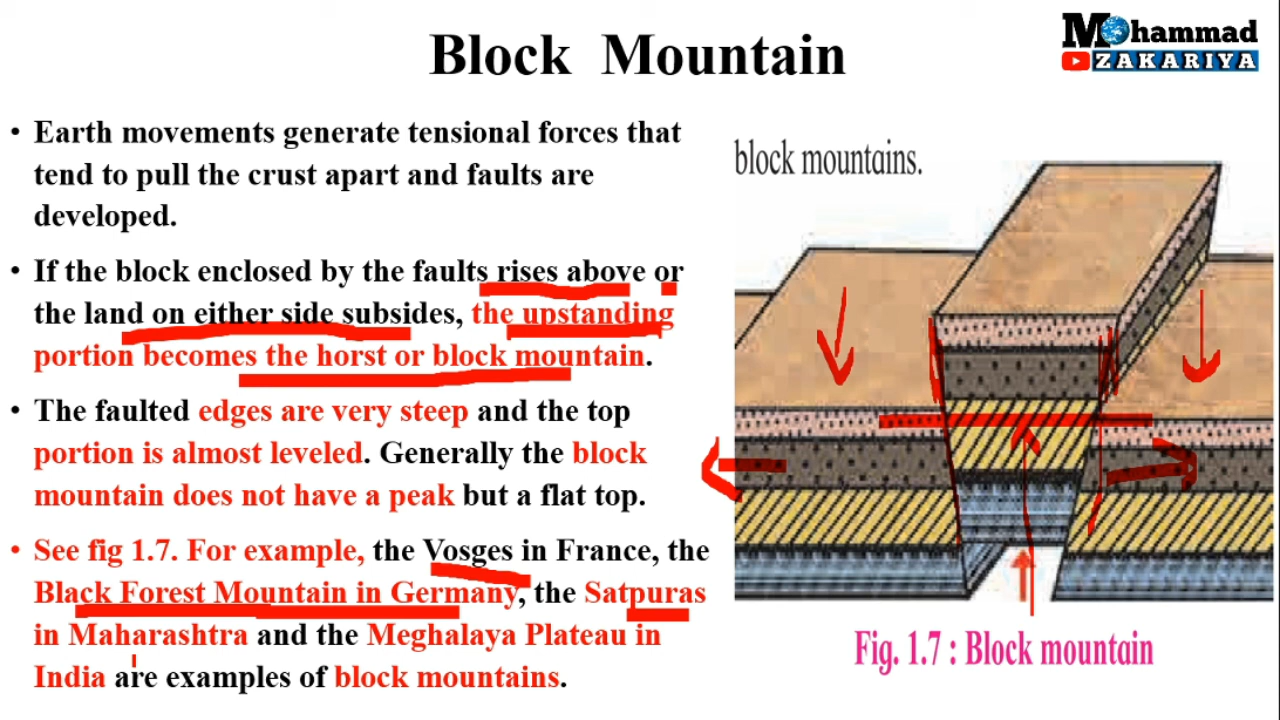 Block Mountain
Mohammad
ZAKARIYA
• Earth movements generate tensional forces that
tend to pull the crust apart and faults are
developed.
• If the block enclosed by the faults rises above or
the land on either side subsides, the upstanding
portion becomes the horst or block mountain.
• The faulted edges are very steep and the top
portion is almost leveled. Generally the block
mountain does not have a peak but a flat top.
• See fig 1.7. For example, the Vosges in France, the
Black Forest Mountain in Germany, the Satpuras
in Maharashtra and the Meghalaya Plateau in
India are examples of block mountains.
block mountains.
Fig. 1.7 : Block mountain